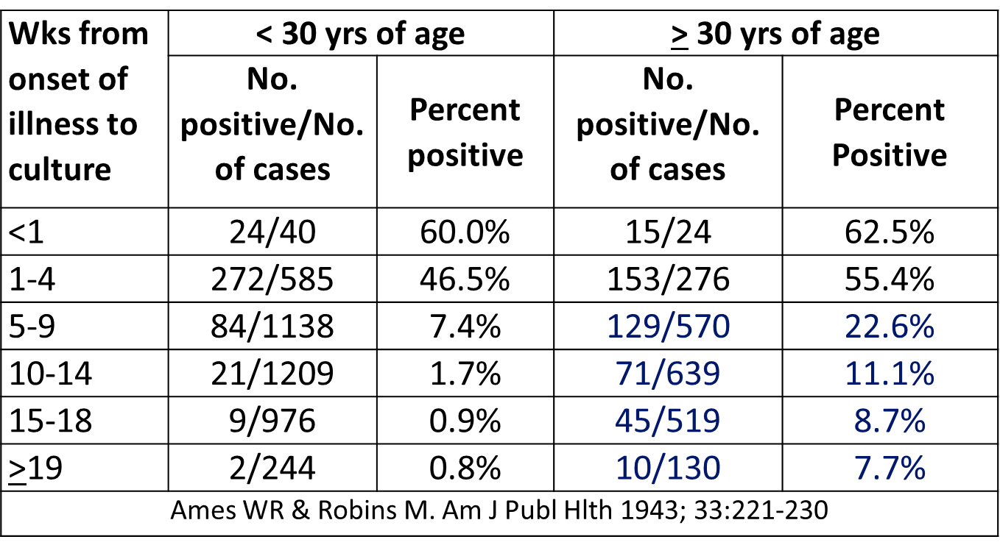 Wks from onset of illness to culture | < 30 yrs of age | ≥ 30 yrs of age
No. positive/No. of cases | Percent positive | No. positive/No. of cases | Percent Positive
<1 | 24/40 | 60.0% | 15/24 | 62.5%
1-4 | 272/585 | 46.5% | 153/276 | 55.4%
5-9 | 84/1138 | 7.4% | 129/570 | 22.6%
10-14 | 21/1209 | 1.7% | 71/639 | 11.1%
15-18 | 9/976 | 0.9% | 45/519 | 8.7%
≥19 | 2/244 | 0.8% | 10/130 | 7.7%
Ames WR & Robins M. Am J Publ Hlth 1943; 33:221-230